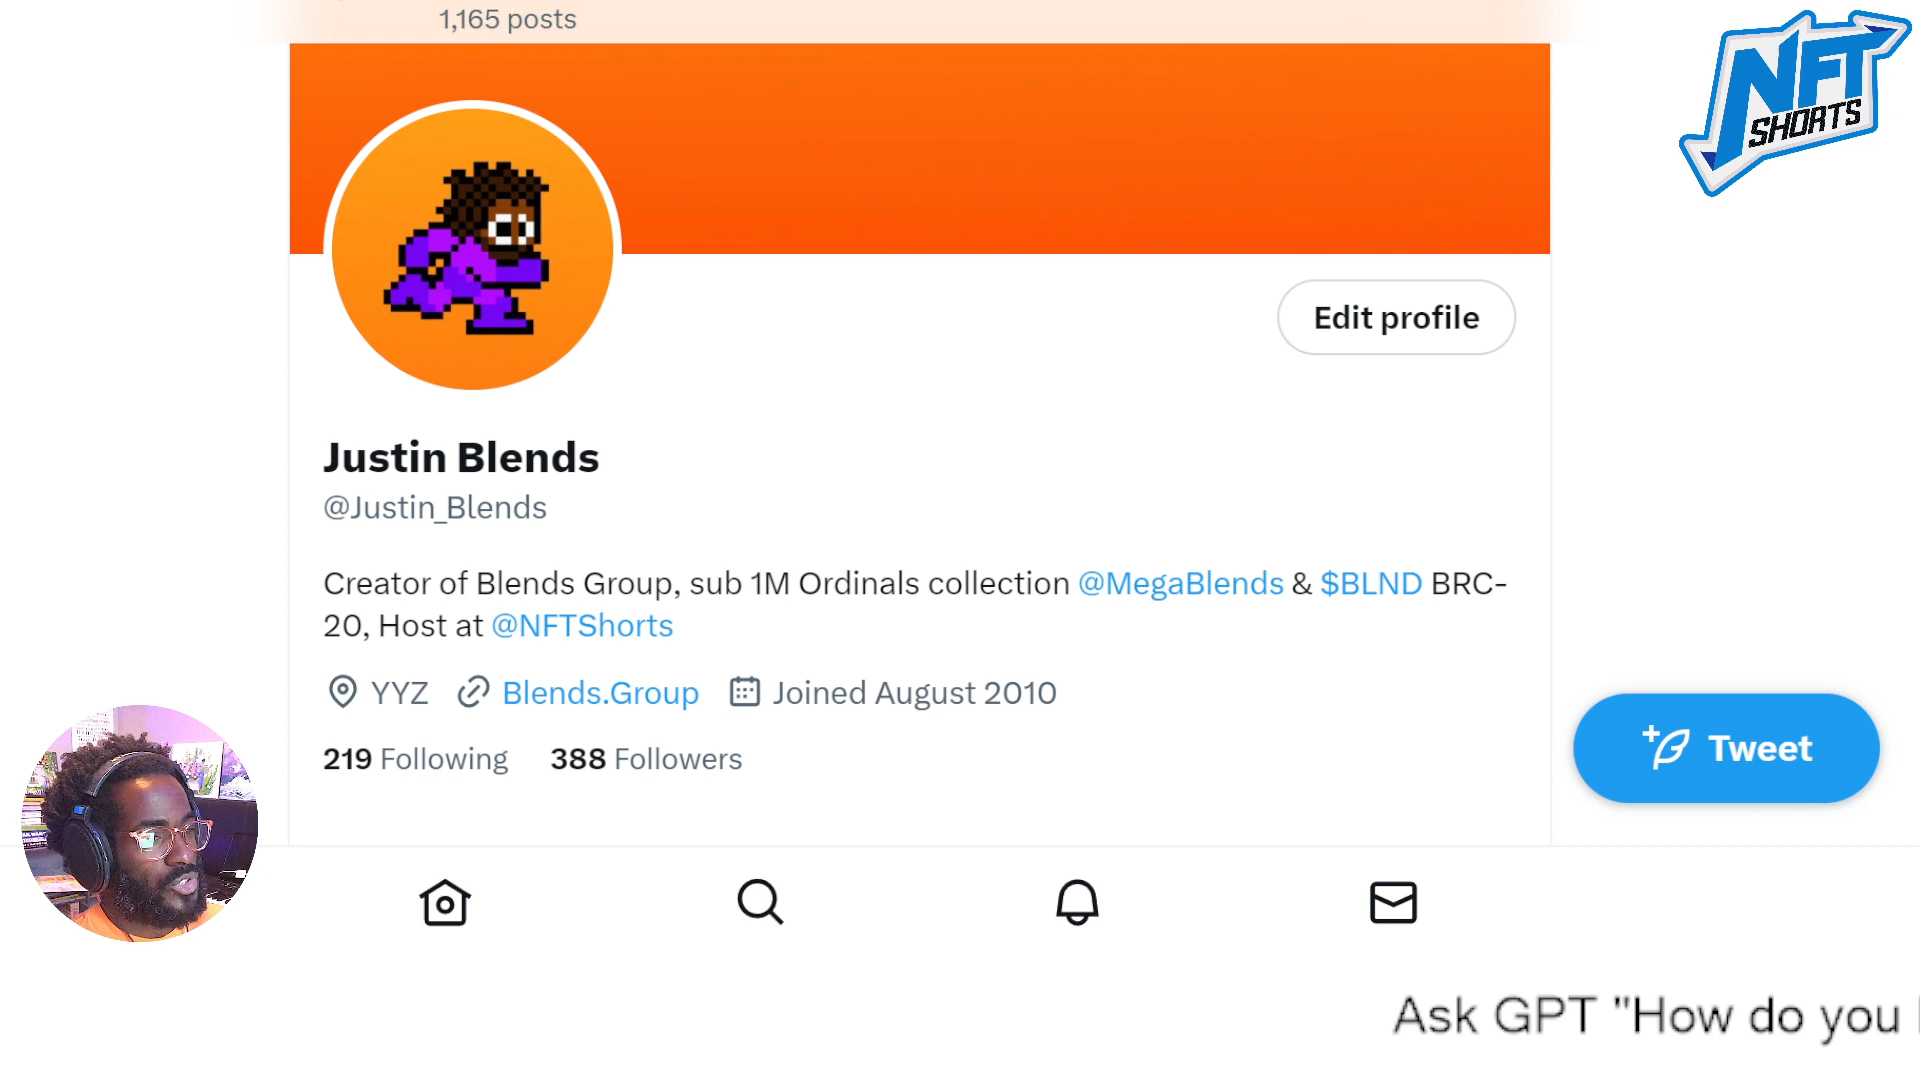 1,165 posts
NFT
SHORTS
Edit profile
Justin Blends
@Justin_Blends
Creator of Blends Group, sub 1M Ordinals collection @MegaBlends & $BLND BRC-
20, Host at @NFTShorts
YYZ Blends.Group Joined August 2010
219 Following 388 Followers
Tweet
Ask GPT "How do you